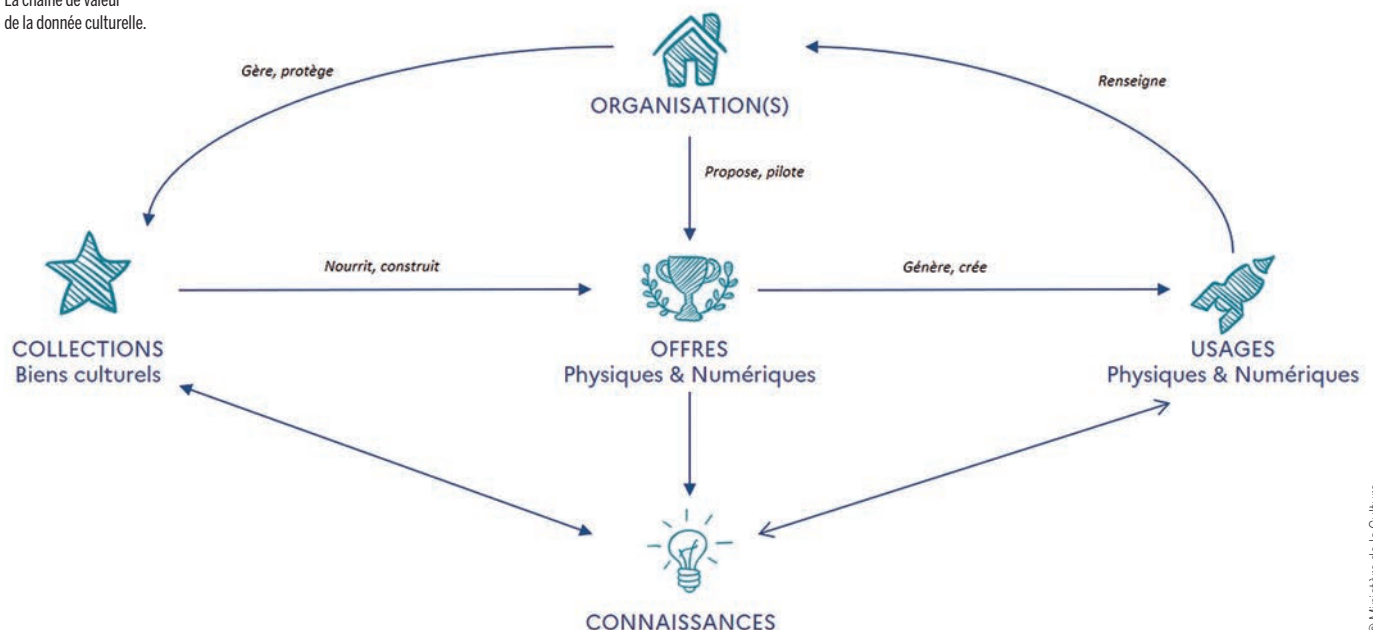 La chaîne de valeur
de la donnée culturelle.
Gère, protège
ORGANISATION(S)
Renseigne
Propose, pilote
Nourrit, construit
Génère, crée
COLLECTIONS
Biens culturels
OFFRES
Physiques & Numériques
USAGES
Physiques & Numériques
CONNAISSANCES
© Ministère de la Culture